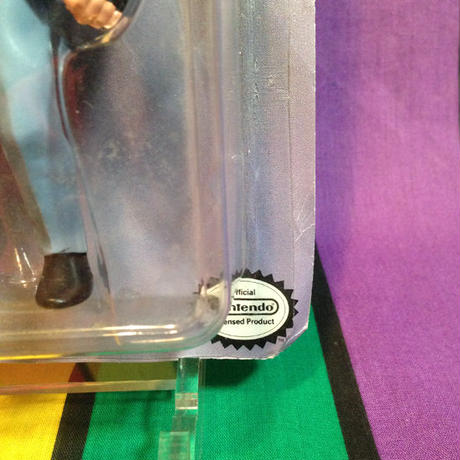 fficial
intendo
ensed Product